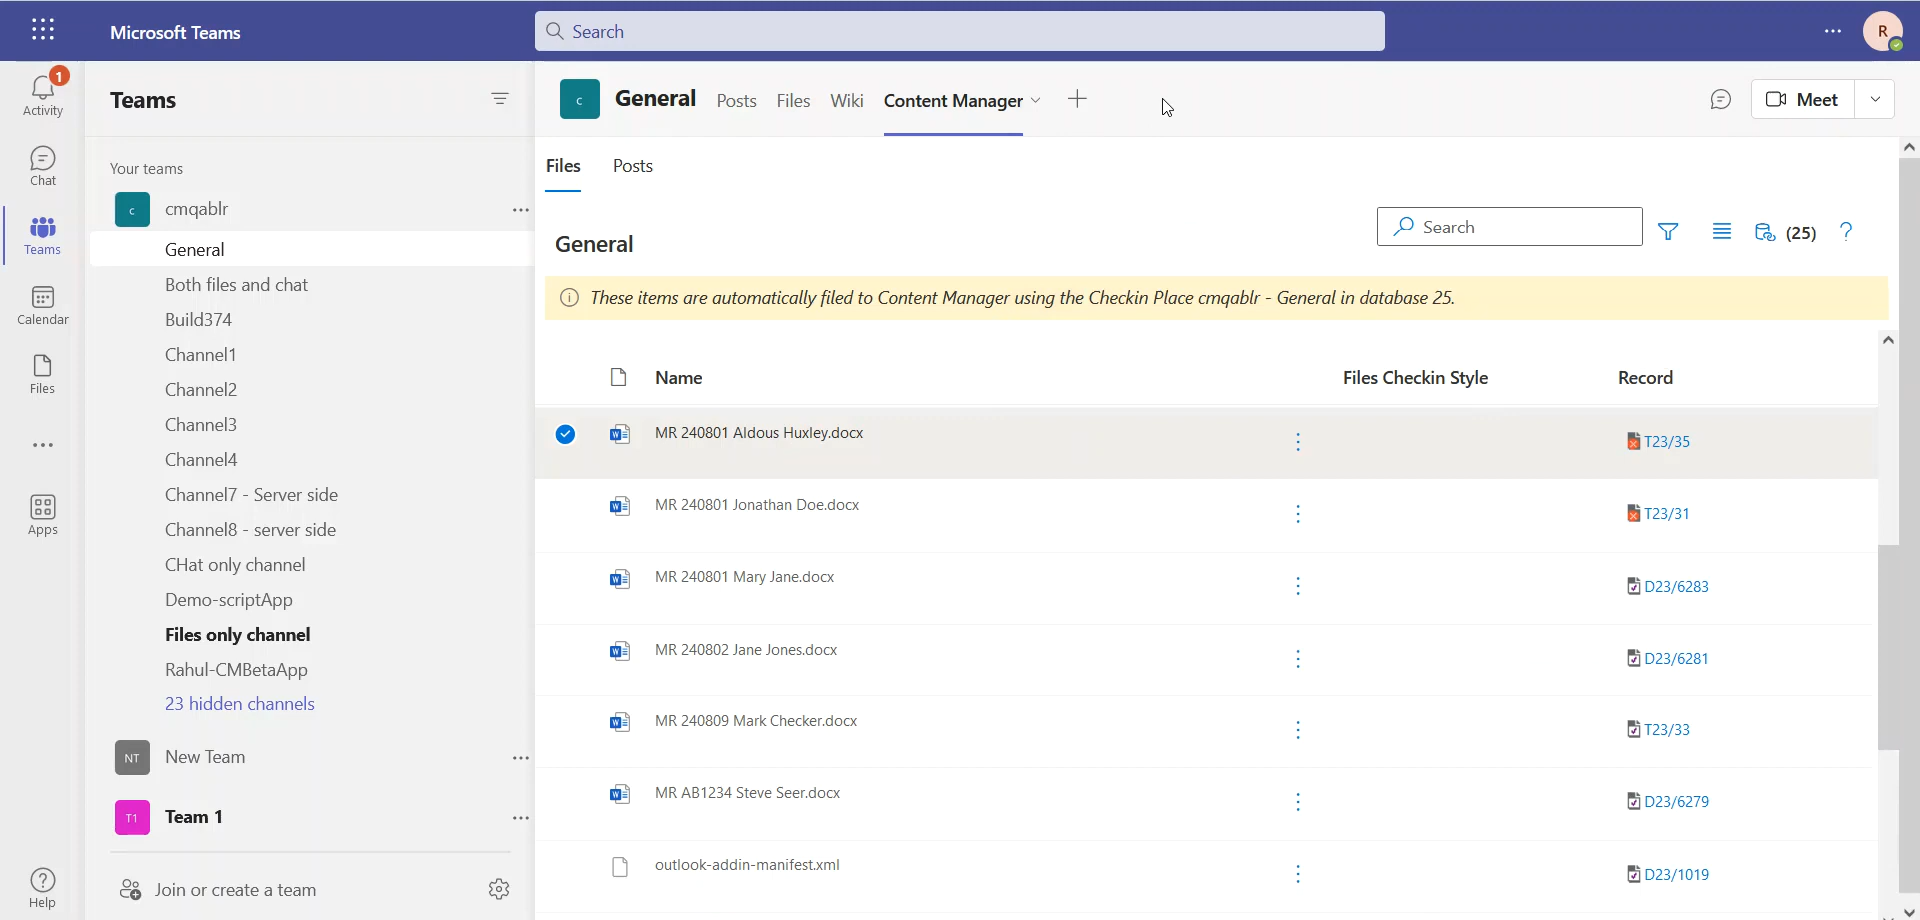 Microsoft Teams
Search
R
1
Activity
Chat
Teams
Calendar
Files
Apps
Help
Teams
Your teams
c
cmqablr
General
Both files and chat
Build374
Channel1
Channel2
Channel3
Channel4
Channel7 - Server side
Channel8 - server side
CHat only channel
Demo-scriptApp
Files only channel
Rahul-CMBetaApp
23 hidden channels
NT
New Team
T1
Team 1
Join or create a team
c
General Posts Files Wiki Content Manager
Meet
Files Posts
General
Search
(25)
These items are automatically filed to Content Manager using the Checkin Place cmqablr - General in database 25.
Name Files Checkin Style Record
MR 240801 Aldous Huxley.docx T23/35
MR 240801 Jonathan Doe.docx T23/31
MR 240801 Mary Jane.docx D23/6283
MR 240802 Jane Jones.docx D23/6281
MR 240809 Mark Checker.docx T23/33
MR AB1234 Steve Seer.docx D23/6279
outlook-addin-manifest.xml D23/1019